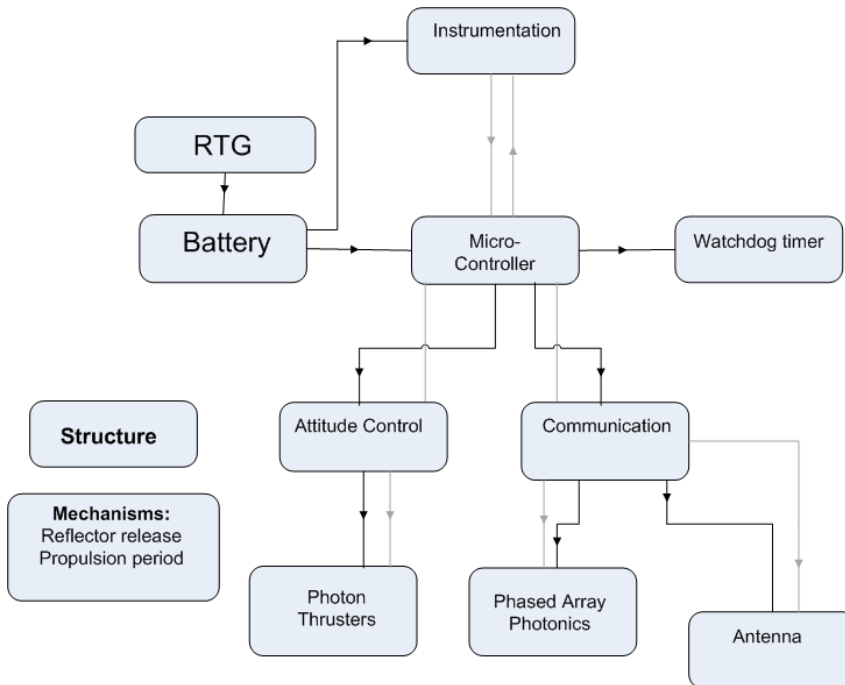 Instrumentation
RTG
Battery
Micro-
Controller
Watchdog timer
Attitude Control
Communication
Structure
Mechanisms:
Reflector release
Propulsion period
Photon
Thrusters
Phased Array
Photonics
Antenna